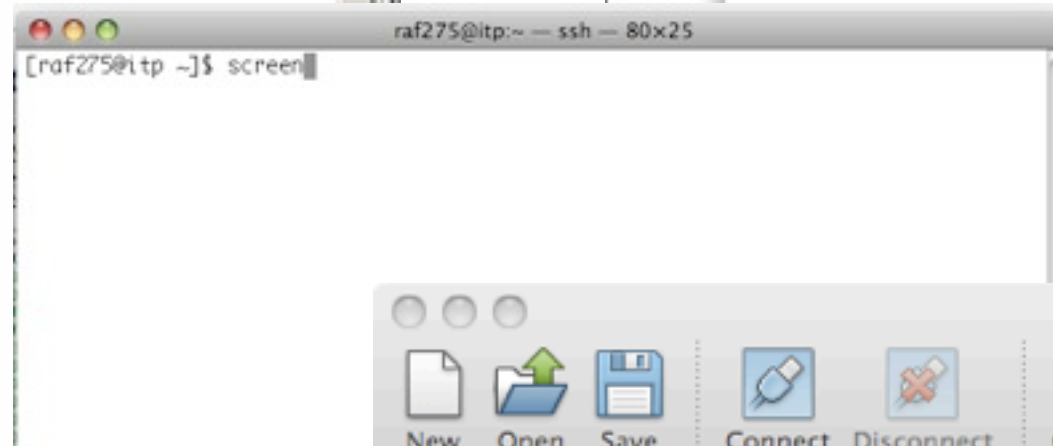 raf275@itp:~ — ssh — 80×25
[raf275@itp ~]$ screen
New Open Save Connect Disconnect